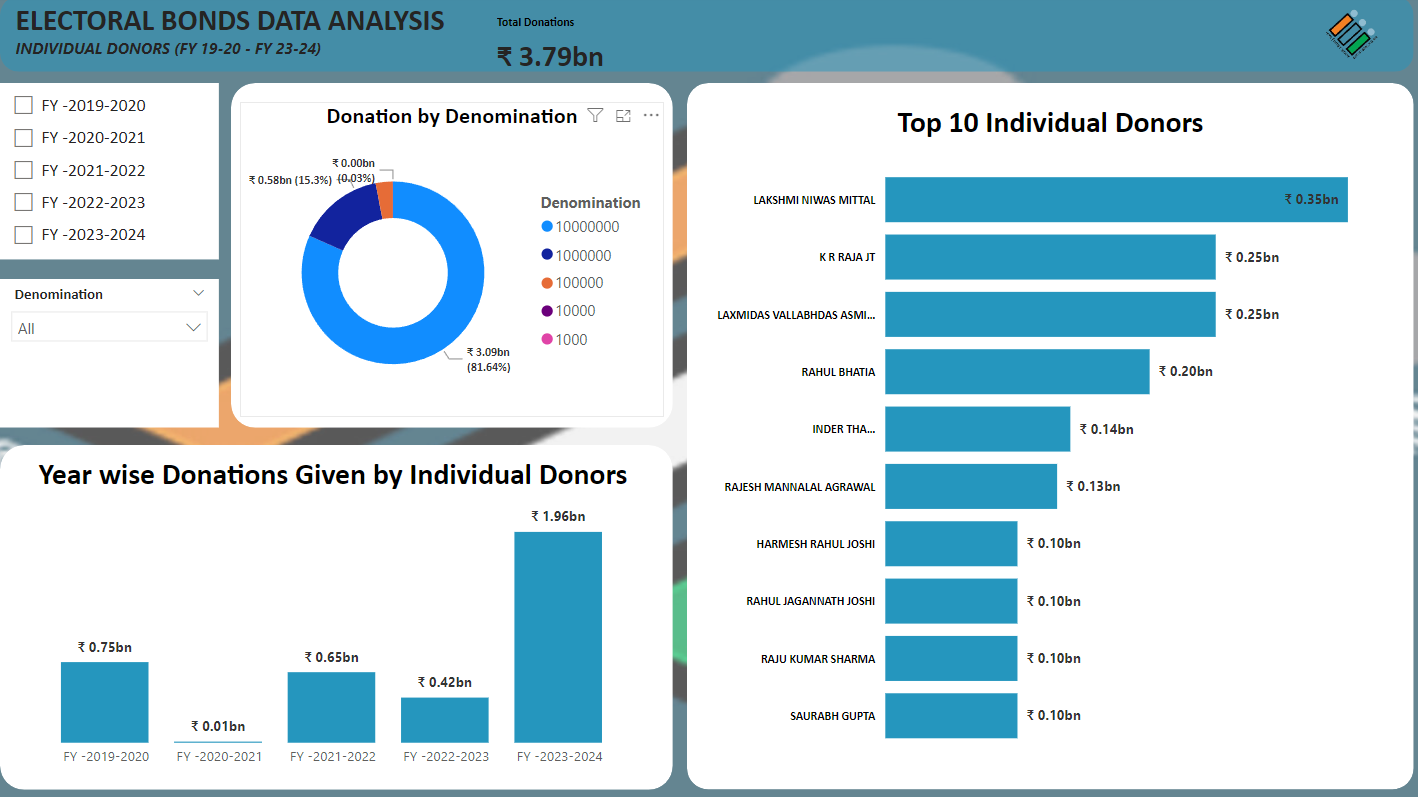 ELECTORAL BONDS DATA ANALYSIS
INDIVIDUAL DONORS (FY 19-20 - FY 23-24)
Total Donations
₹ 3.79bn
FY -2019-2020
FY -2020-2021
FY -2021-2022
FY -2022-2023
FY -2023-2024
Denomination
All
Donation by Denomination
₹ 0.00bn
(0.03%)
₹ 0.58bn (15.3%)
₹ 3.09bn
(81.64%)
Denomination
10000000
1000000
100000
10000
1000
Year wise Donations Given by Individual Donors
₹ 0.75bn
₹ 0.01bn
₹ 0.65bn
₹ 0.42bn
₹ 1.96bn
FY -2019-2020
FY -2020-2021
FY -2021-2022
FY -2022-2023
FY -2023-2024
Top 10 Individual Donors
LAKSHMI NIWAS MITTAL ₹ 0.35bn
K R RAJA JT ₹ 0.25bn
LAXMIDAS VALLABHDAS ASMI... ₹ 0.25bn
RAHUL BHATIA ₹ 0.20bn
INDER THA... ₹ 0.14bn
RAJESH MANNALAL AGRAWAL ₹ 0.13bn
HARMESH RAHUL JOSHI ₹ 0.10bn
RAHUL JAGANNATH JOSHI ₹ 0.10bn
RAJU KUMAR SHARMA ₹ 0.10bn
SAURABH GUPTA ₹ 0.10bn